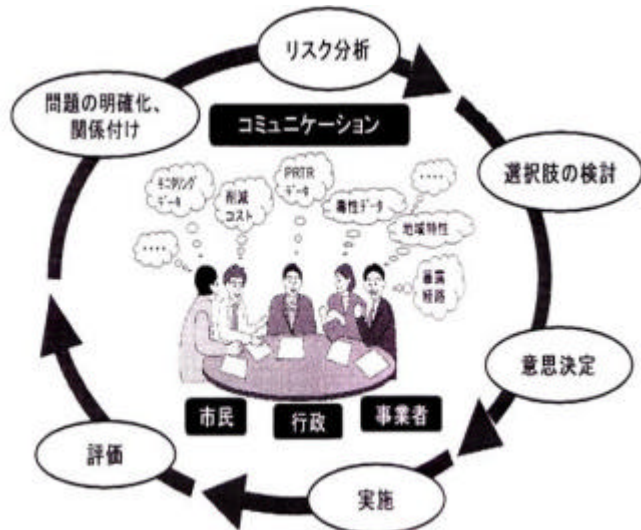 リスク分析
問題の明確化、
関係付け
コミュニケーション
選択肢の検討
モニタリング
データ
削減
コスト
PRTR
データ
毒性データ
‥‥
地域特性
‥‥
暴露
経路
意思決定
市民
行政
事業者
評価
実施